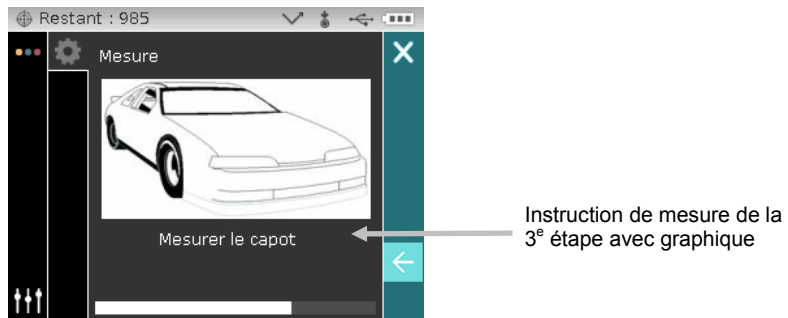 Restant : 985
Mesure
Mesurer le capot
Instruction de mesure de la
3e étape avec graphique